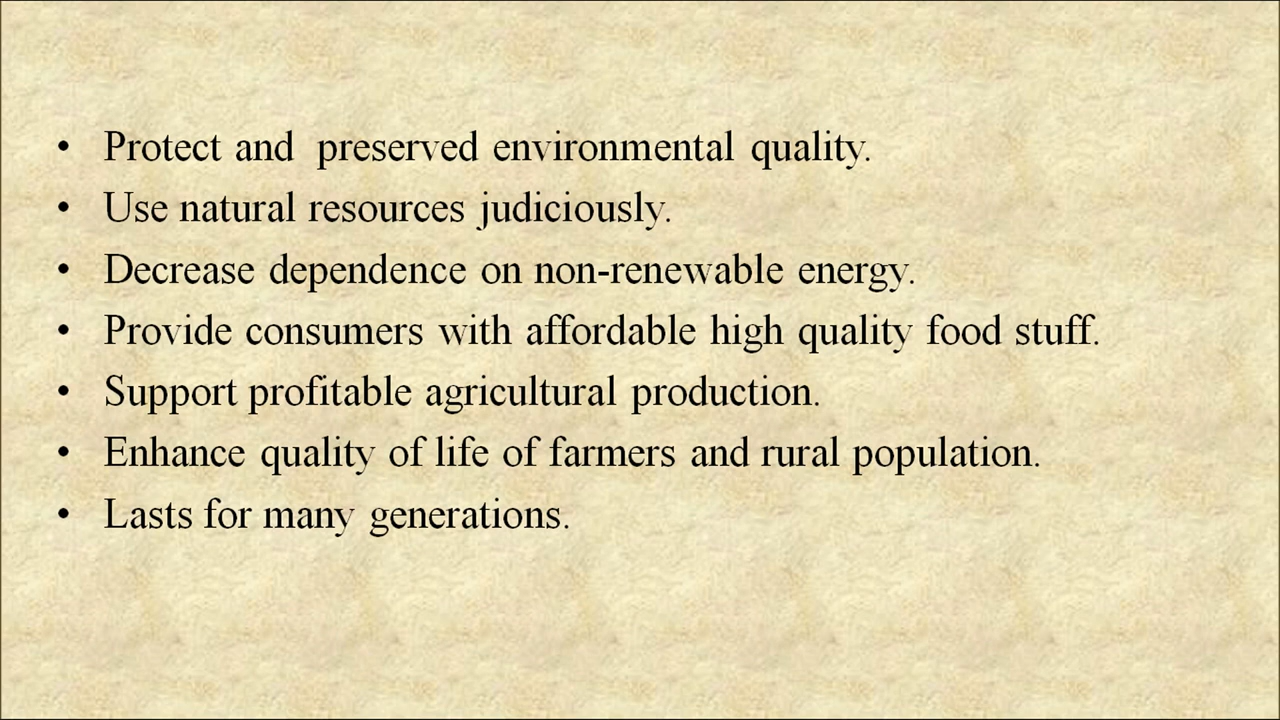 • Protect and preserved environmental quality.
• Use natural resources judiciously.
• Decrease dependence on non-renewable energy.
• Provide consumers with affordable high quality food stuff.
• Support profitable agricultural production.
• Enhance quality of life of farmers and rural population.
• Lasts for many generations.